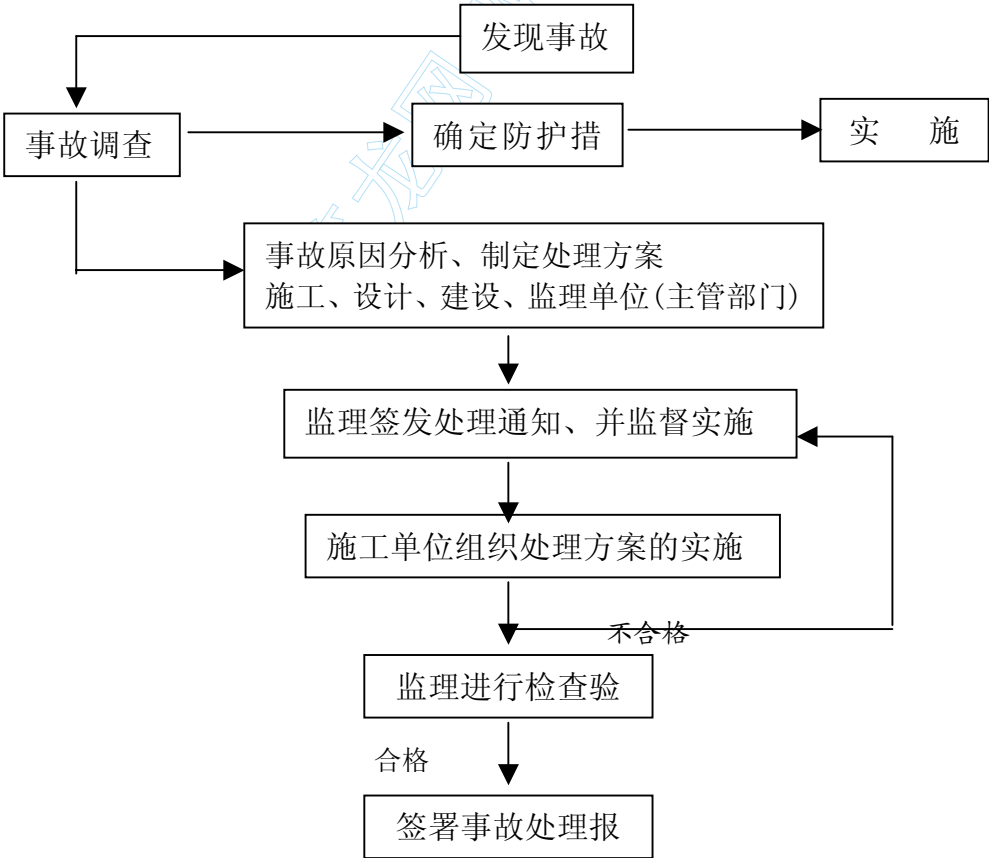 发现事故
事故调查
确定防护措
实 施
事故原因分析、制定处理方案
施工、设计、建设、监理单位(主管部门)
监理签发处理通知、并监督实施
施工单位组织处理方案的实施
不合格
监理进行检查验
合格
签署事故处理报
龙网